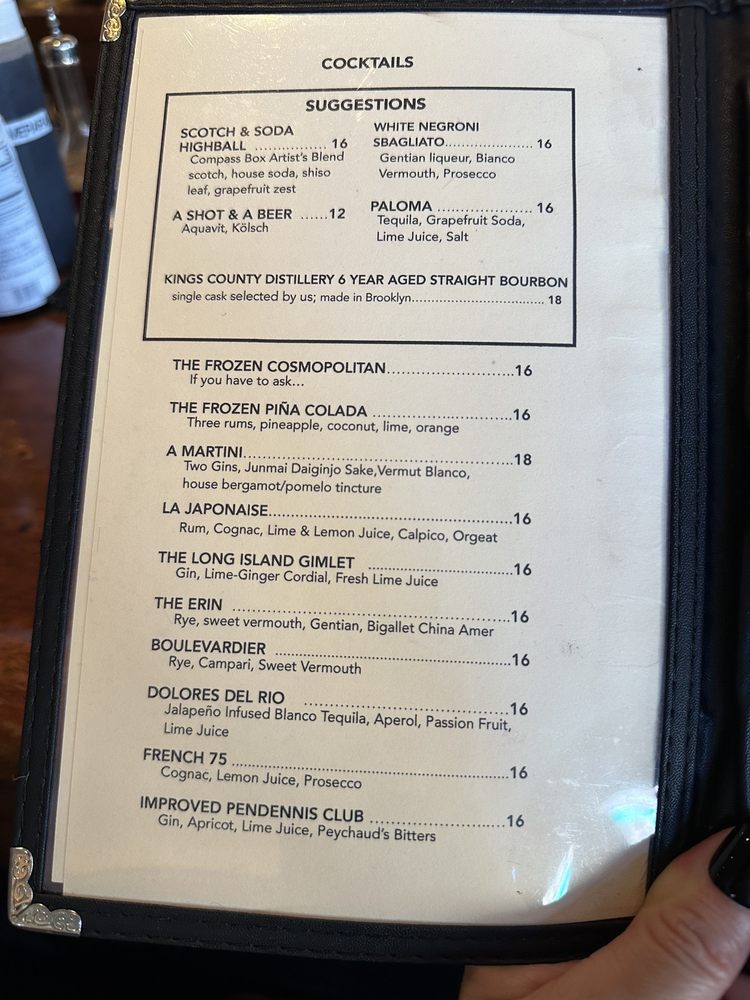 COCKTAILS
SUGGESTIONS
SCOTCH & SODA
HIGHBALL ................. 16
Compass Box Artist's Blend
scotch, house soda, shiso
leaf, grapefruit zest
A SHOT & A BEER ......12
Aquavit, Kölsch
WHITE NEGRONI
SBAGLIATO..................... 16
Gentian liqueur, Bianco
Vermouth, Prosecco
PALOMA ...................... 16
Tequila, Grapefruit Soda,
Lime Juice, Salt
KINGS COUNTY DISTILLERY 6 YEAR AGED STRAIGHT BOURBON
single cask selected by us; made in Brooklyn................................. 18
THE FROZEN COSMOPOLITAN.............................16
If you have to ask...
THE FROZEN PIÑA COLADA ................................16
Three rums, pineapple, coconut, lime, orange
A MARTINI..............................................................18
Two Gins, Junmai Daiginjo Sake,Vermut Blanco,
house bergamot/pomelo tincture
LA JAPONAISE........................................................16
Rum, Cognac, Lime & Lemon Juice, Calpico, Orgeat
THE LONG ISLAND GIMLET .................................16
Gin, Lime-Ginger Cordial, Fresh Lime Juice
THE ERIN ................................................................16
Rye, sweet vermouth, Gentian, Bigallet China Amer
BOULEVARDIER ......................................................16
Rye, Campari, Sweet Vermouth
DOLORES DEL RIO ................................................16
Jalapeño Infused Blanco Tequila, Aperol, Passion Fruit,
Lime Juice
FRENCH 75 ..............................................................16
Cognac, Lemon Juice, Prosecco
IMPROVED PENDENNIS CLUB ...............................16
Gin, Apricot, Lime Juice, Peychaud's Bitters